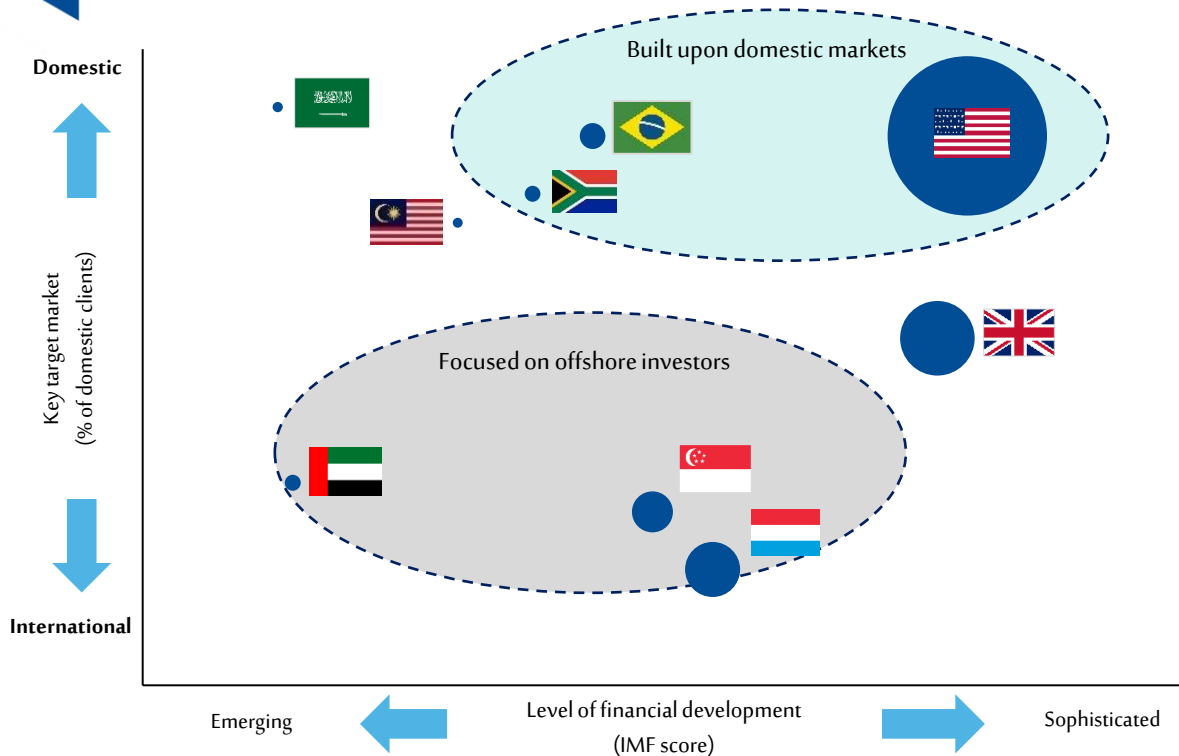 Domestic
Built upon domestic markets
Key target market
(% of domestic clients)
Focused on offshore investors
International
Emerging
Level of financial development
(IMF score)
Sophisticated